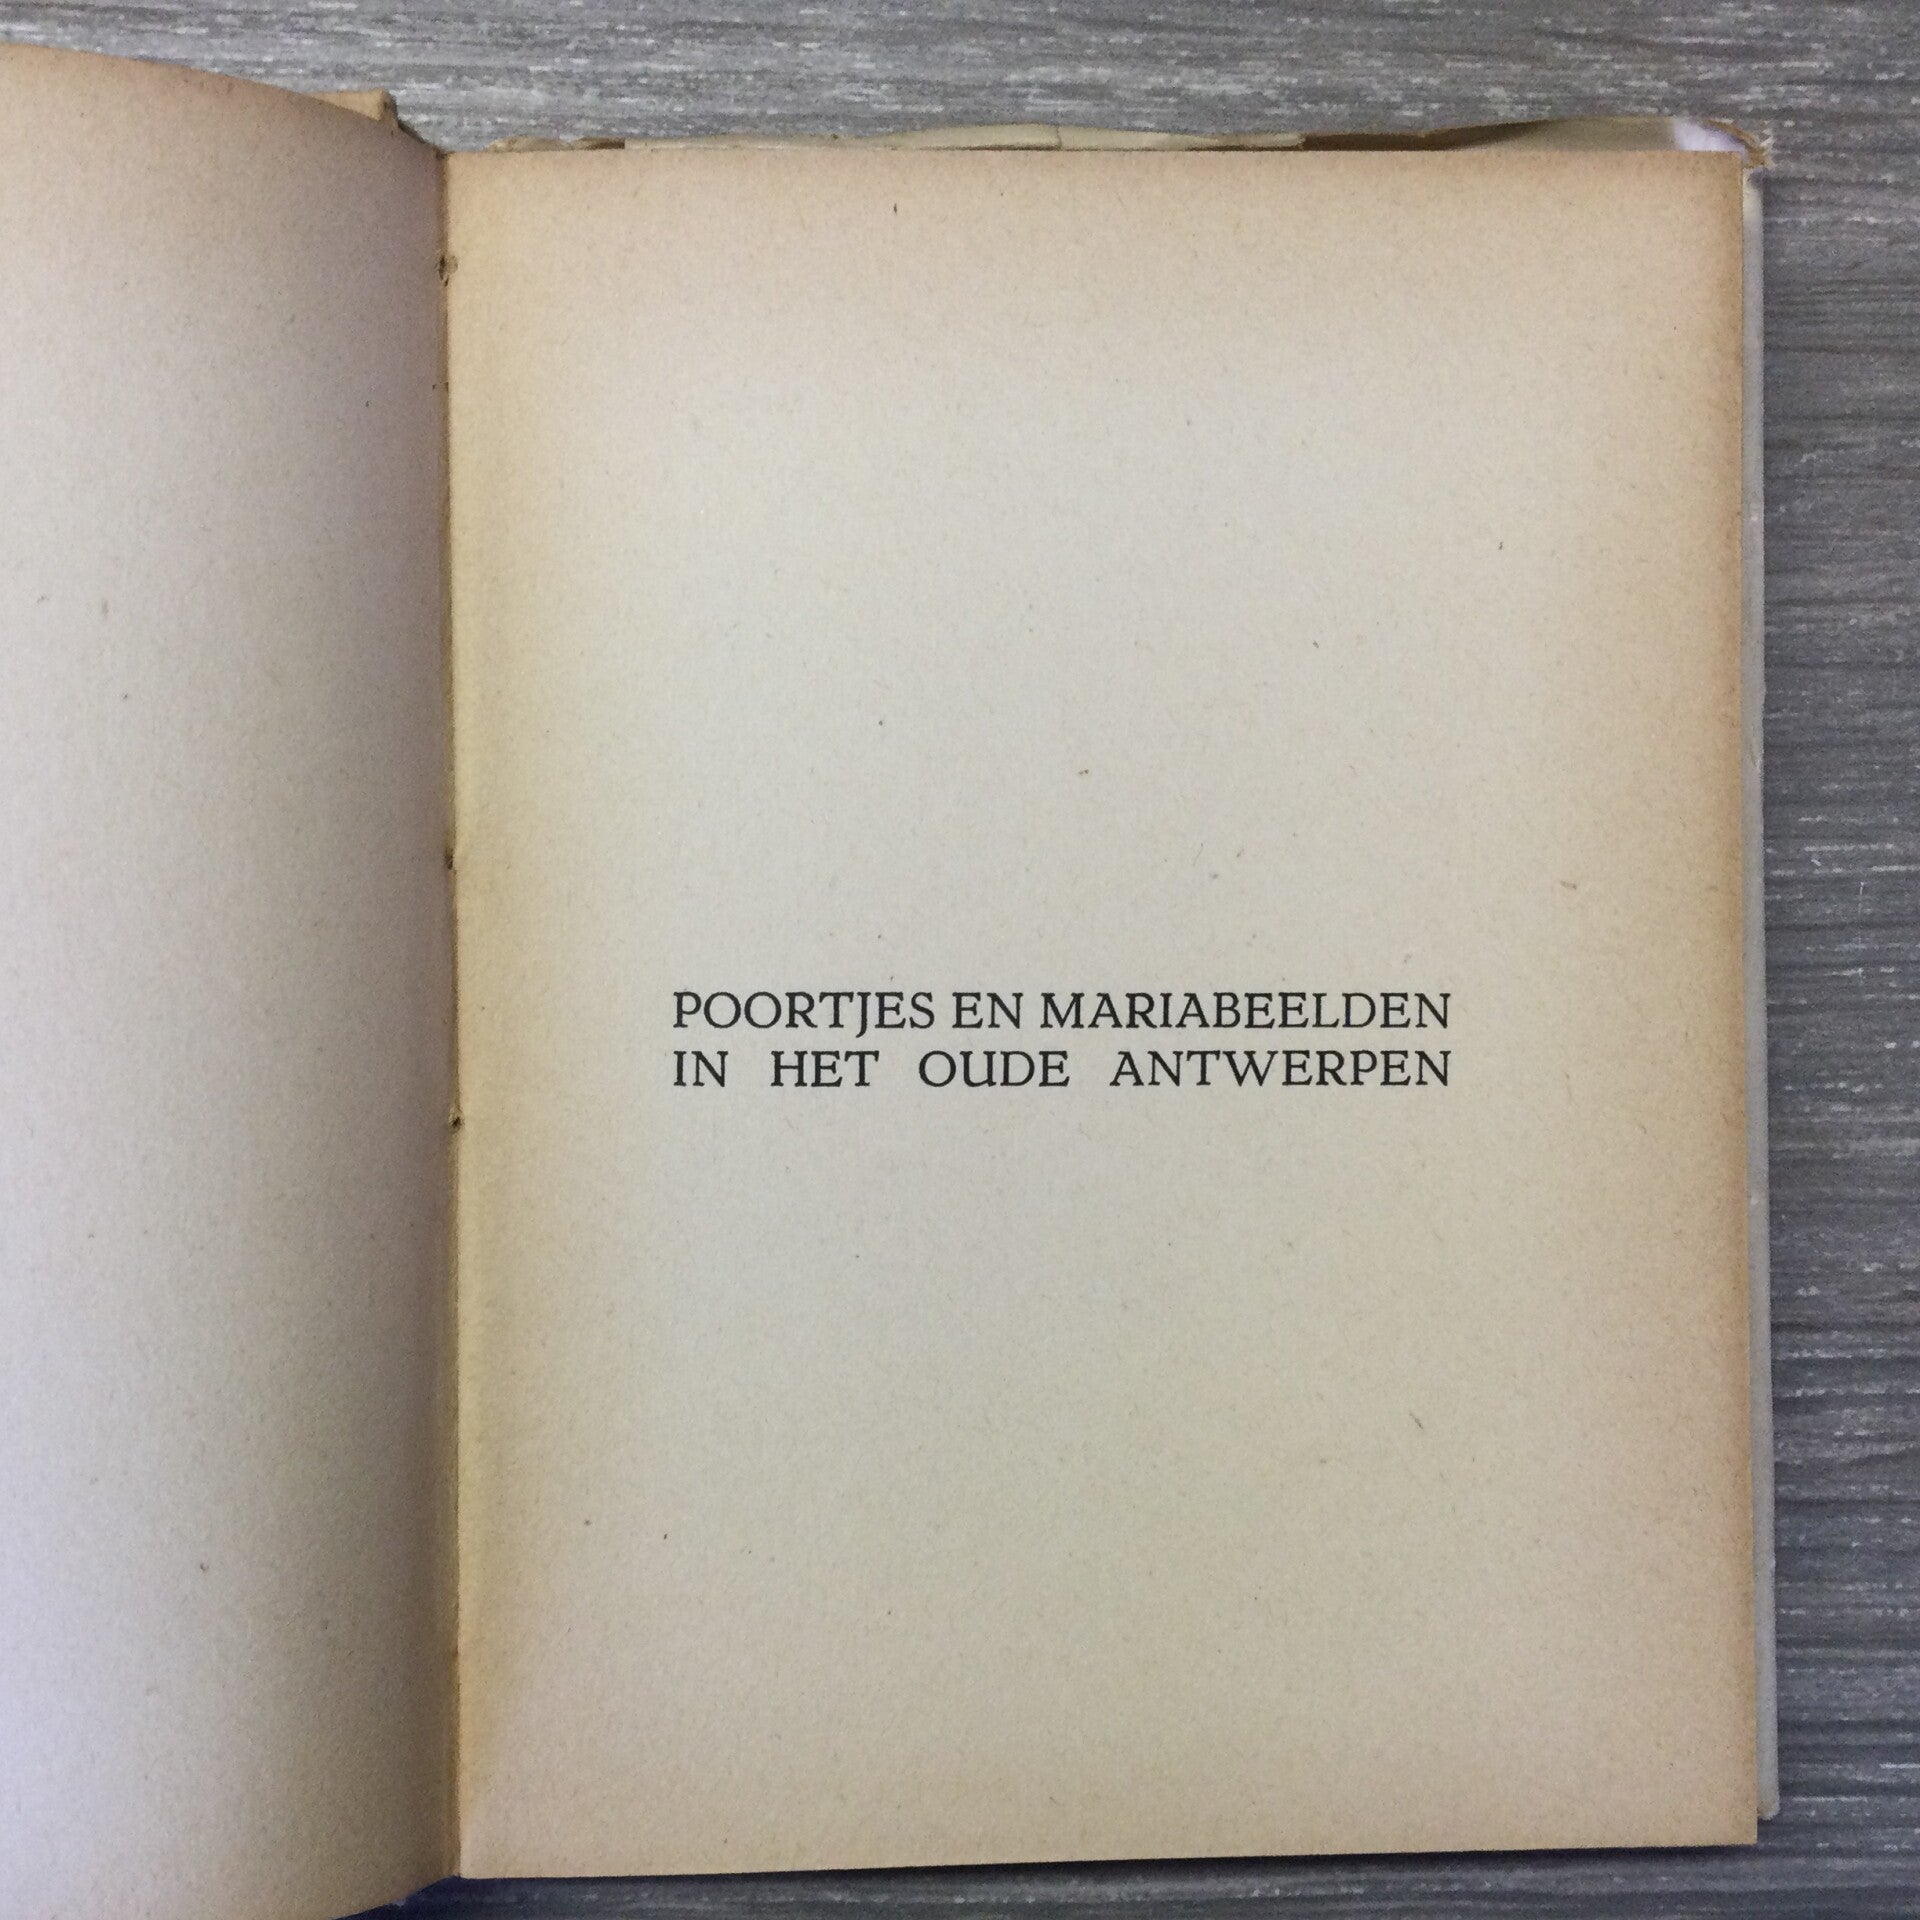 POORTJES EN MARIABEELDEN
IN HET OUDE ANTWERPEN